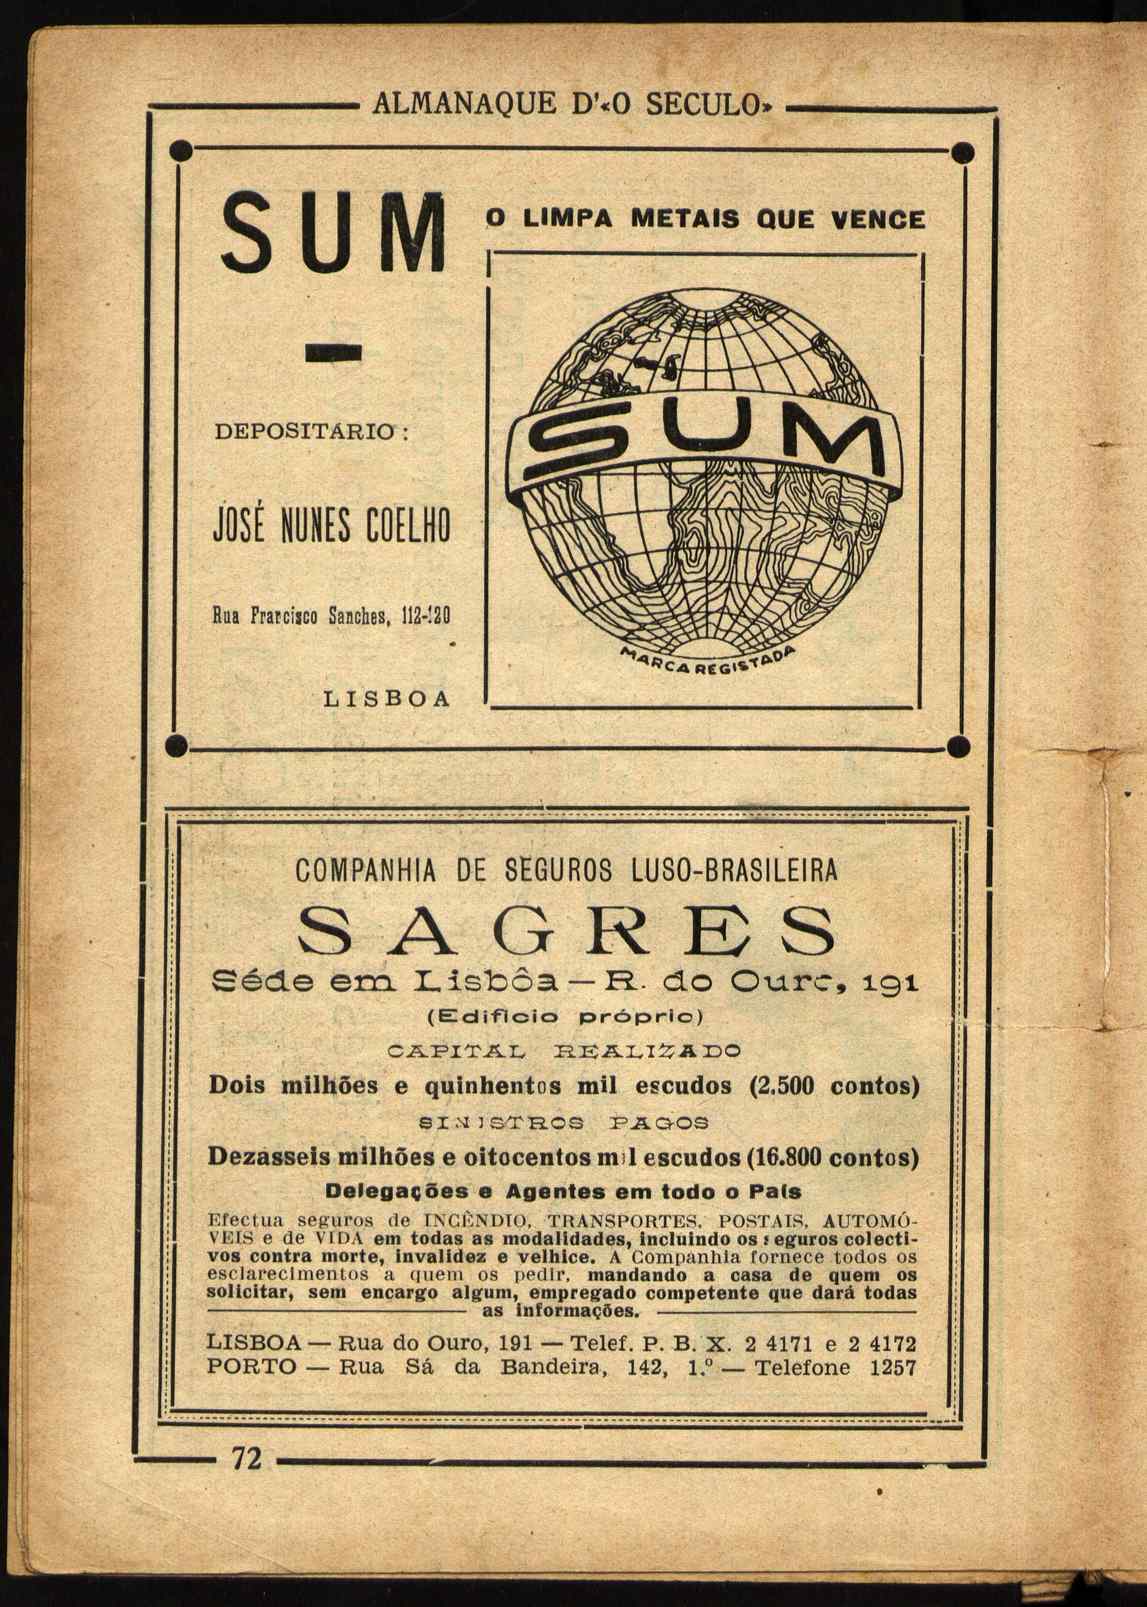 ALMANAQUE D'«O SECULO»
SUM
O LIMPA METAIS QUE VENCE
DEPOSITÁRIO:
JOSÉ NUNES COELHO
Rua Francisco Sanches, 112-120
LISBOA
SUM
MARCA REGISTADA
COMPANHIA DE SEGUROS LUSO-BRASILEIRA
SAGRES
Séde em Lisbôa — R. do Ouro, 191
(Edificio próprio)
CAPITAL REALIZADO
Dois milhões e quinhentos mil escudos (2.500 contos)
SINISTROS PAGOS
Dezasseis milhões e oitocentos mil escudos (16.800 contos)
Delegações e Agentes em todo o País
Efectua seguros de INCÊNDIO, TRANSPORTES, POSTAIS, AUTOMÓ-
VEIS e de VIDA em todas as modalidades, incluindo os seguros colecti-
vos contra morte, invalidez e velhice. A Companhia fornece todos os
esclarecimentos a quem os pedir, mandando a casa de quem os
solicitar, sem encargo algum, empregado competente que dará todas
as informações.
LISBOA — Rua do Ouro, 191 — Telef. P. B. X. 2 4171 e 2 4172
PORTO — Rua Sá da Bandeira, 142, 1.º — Telefone 1257
72